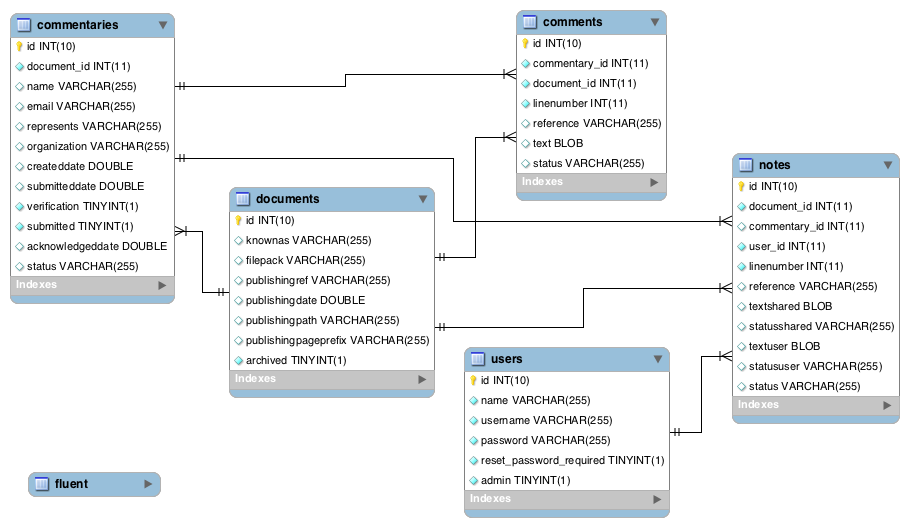 commentaries
id INT(10)
document_id INT(11)
name VARCHAR(255)
email VARCHAR(255)
represents VARCHAR(255)
organization VARCHAR(255)
createddate DOUBLE
submitteddate DOUBLE
verification TINYINT(1)
submitted TINYINT(1)
acknowledgeddate DOUBLE
status VARCHAR(255)
Indexes
comments
id INT(10)
commentary_id INT(11)
document_id INT(11)
linenumber INT(11)
reference VARCHAR(255)
text BLOB
status VARCHAR(255)
Indexes
documents
id INT(10)
knownas VARCHAR(255)
filepack VARCHAR(255)
publishingref VARCHAR(255)
publishingdate DOUBLE
publishingpath VARCHAR(255)
publishingpageprefix VARCHAR(255)
archived TINYINT(1)
Indexes
notes
id INT(10)
document_id INT(11)
commentary_id INT(11)
user_id INT(11)
linenumber INT(11)
reference VARCHAR(255)
textshared BLOB
statusshared VARCHAR(255)
textuser BLOB
statususer VARCHAR(255)
status VARCHAR(255)
Indexes
users
id INT(10)
name VARCHAR(255)
username VARCHAR(255)
password VARCHAR(255)
reset_password_required TINYINT(1)
admin TINYINT(1)
Indexes
fluent